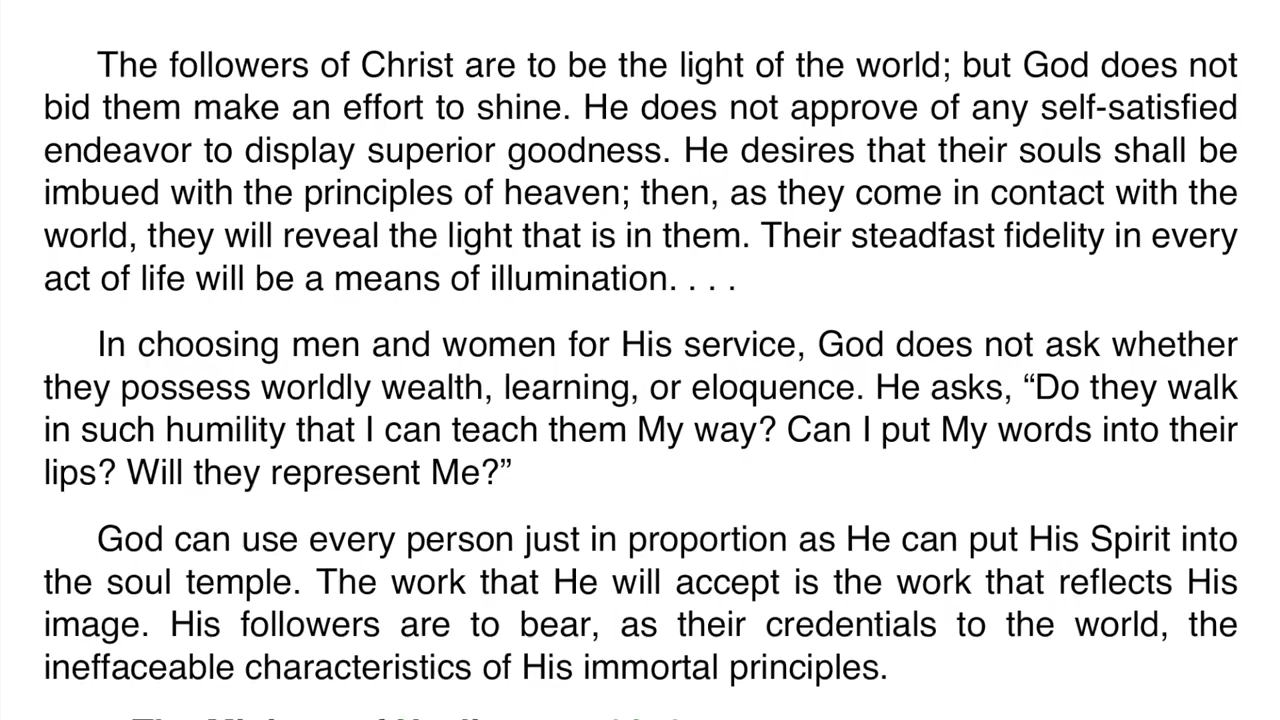 The followers of Christ are to be the light of the world; but God does not
bid them make an effort to shine. He does not approve of any self-satisfied
endeavor to display superior goodness. He desires that their souls shall be
imbued with the principles of heaven; then, as they come in contact with the
world, they will reveal the light that is in them. Their steadfast fidelity in every
act of life will be a means of illumination. . . .
In choosing men and women for His service, God does not ask whether
they possess worldly wealth, learning, or eloquence. He asks, “Do they walk
in such humility that I can teach them My way? Can I put My words into their
lips? Will they represent Me?”
God can use every person just in proportion as He can put His Spirit into
the soul temple. The work that He will accept is the work that reflects His
image. His followers are to bear, as their credentials to the world, the
ineffaceable characteristics of His immortal principles.